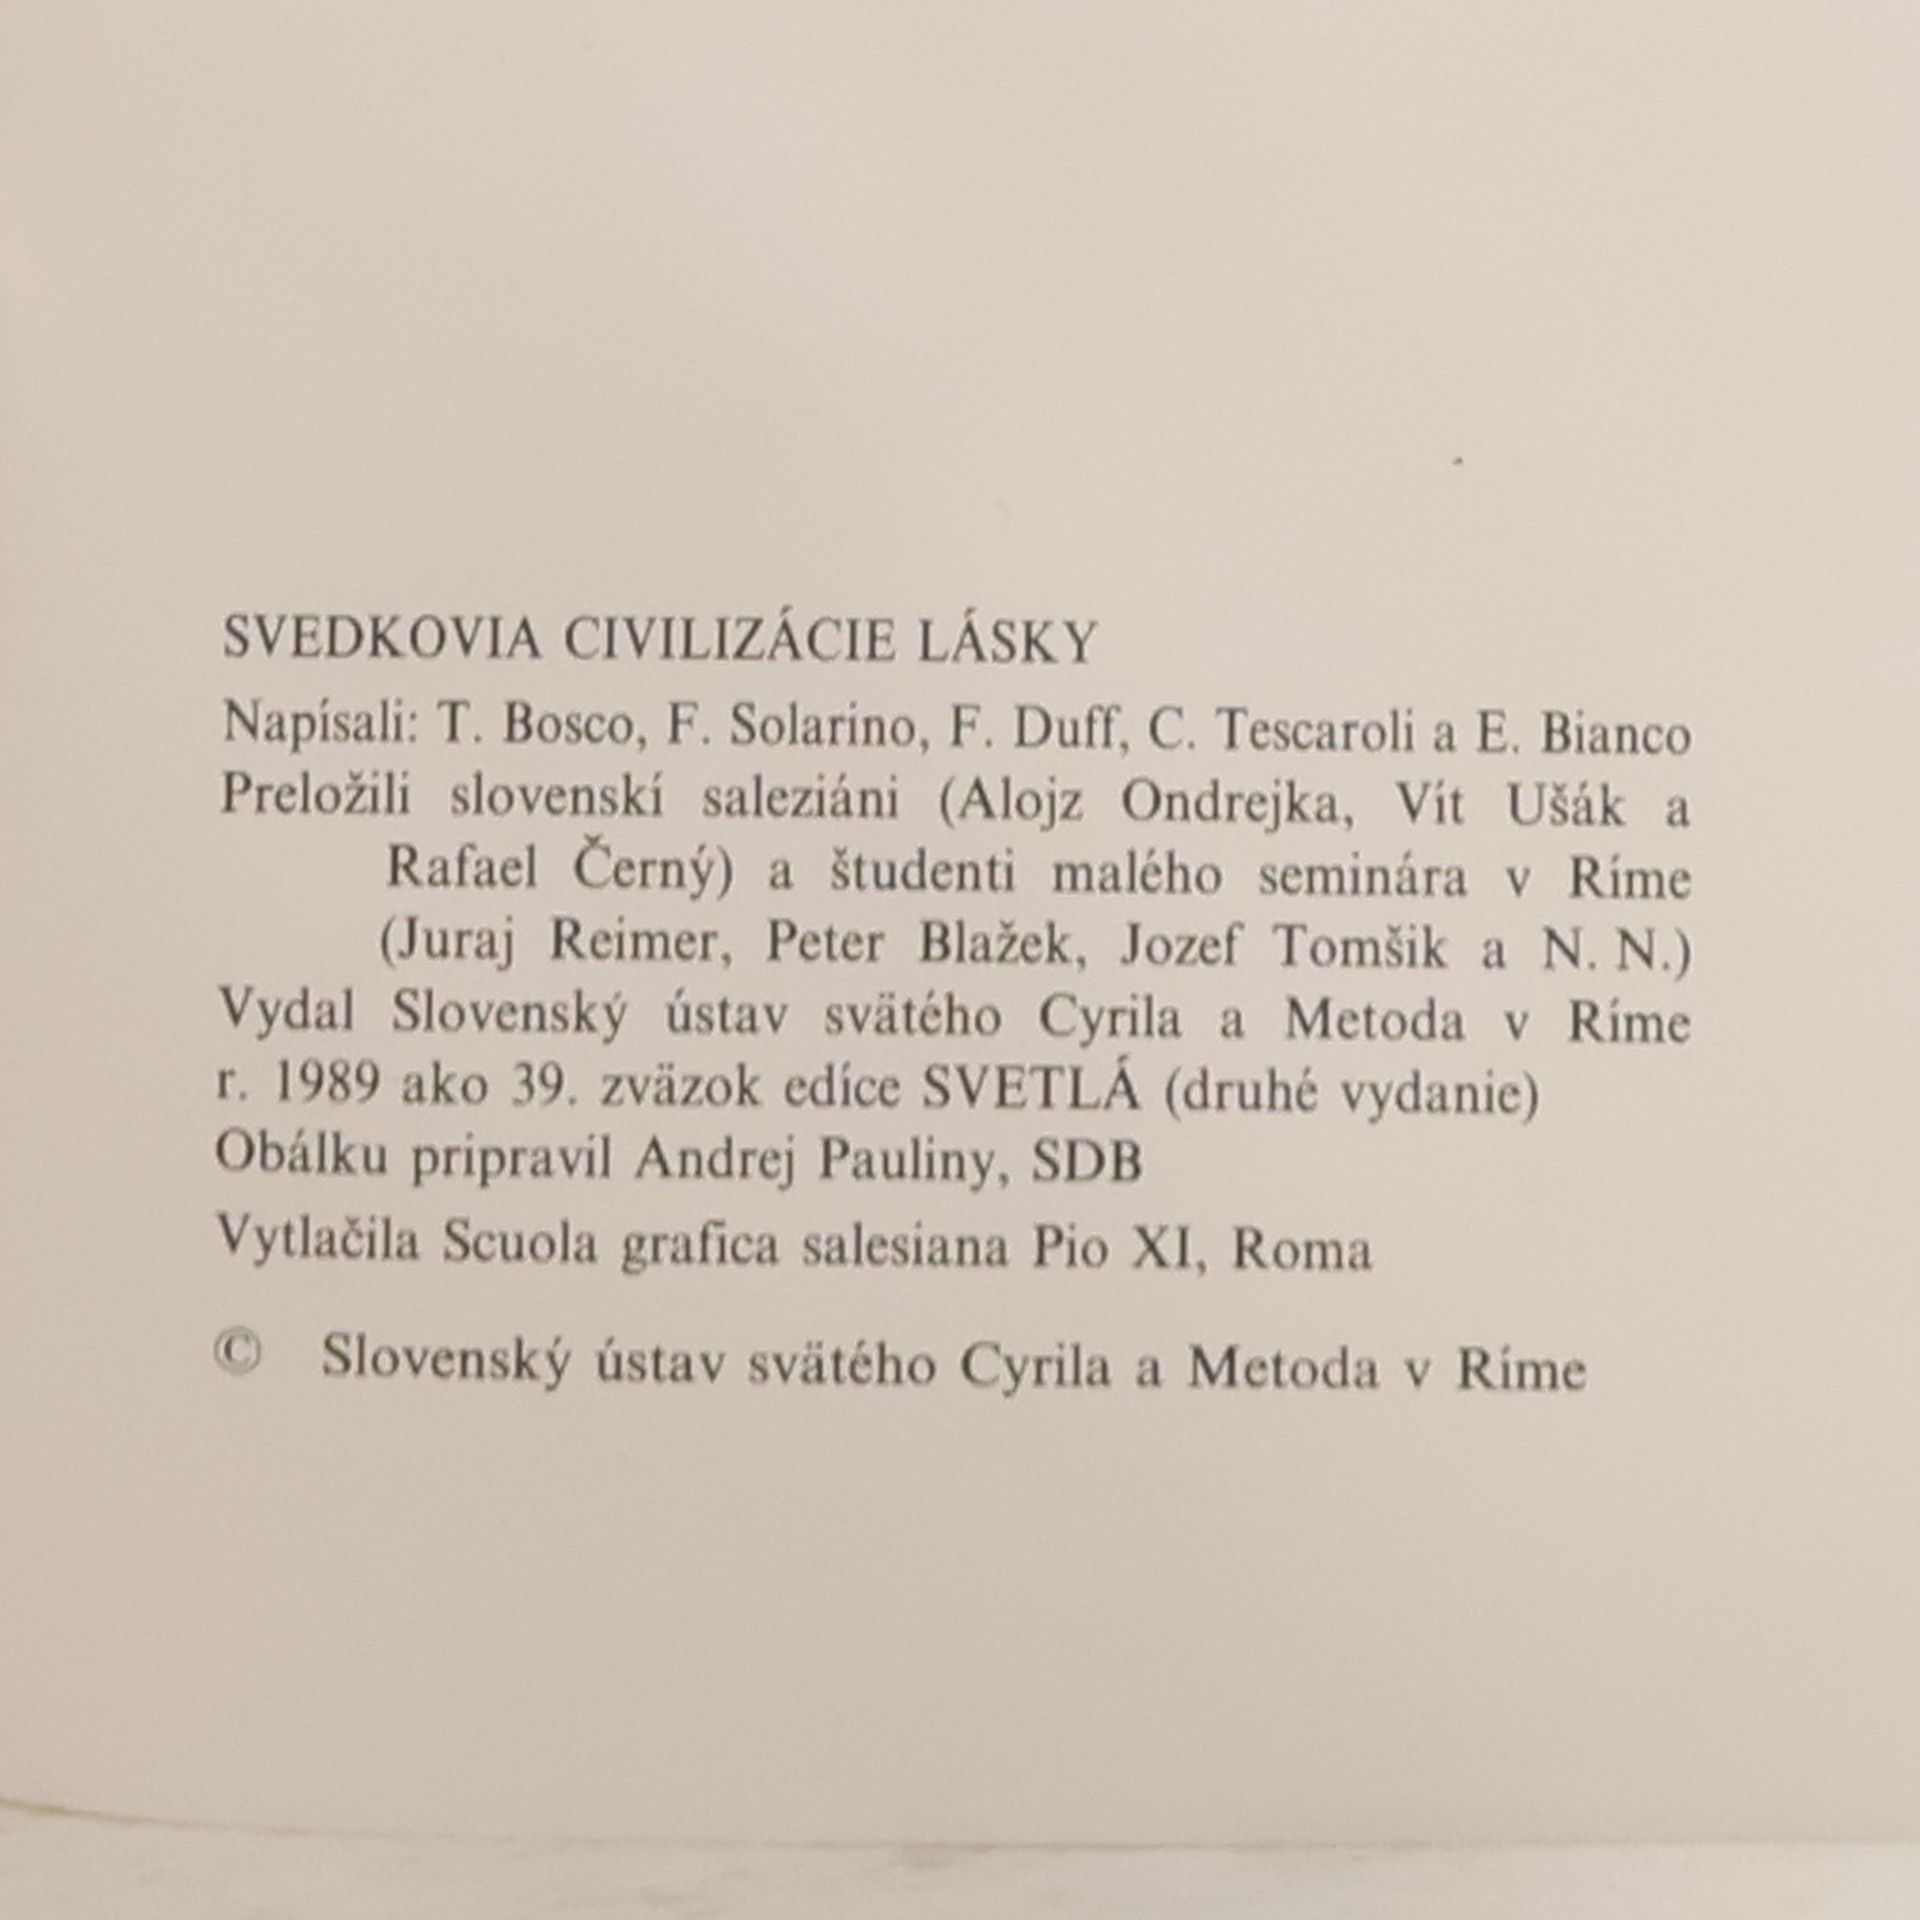 SVEDKOVIA CIVILIZÁCIE LÁSKY
Napísali: T. Bosco, F. Solarino, F. Duff, C. Tescaroli a E. Bianco
Preložili slovenskí saleziáni (Alojz Ondrejka, Vít Ušák a
Rafael Černý) a študenti malého seminára v Ríme
(Juraj Reimer, Peter Blažek, Jozef Tomšik a N. N.)
Vydal Slovenský ústav svätého Cyrila a Metoda v Ríme
r. 1989 ako 39. zväzok edíce SVETLÁ (druhé vydanie)
Obálku pripravil Andrej Pauliny, SDB
Vytlačila Scuola grafica salesiana Pio XI, Roma
© Slovenský ústav svätého Cyrila a Metoda v Ríme